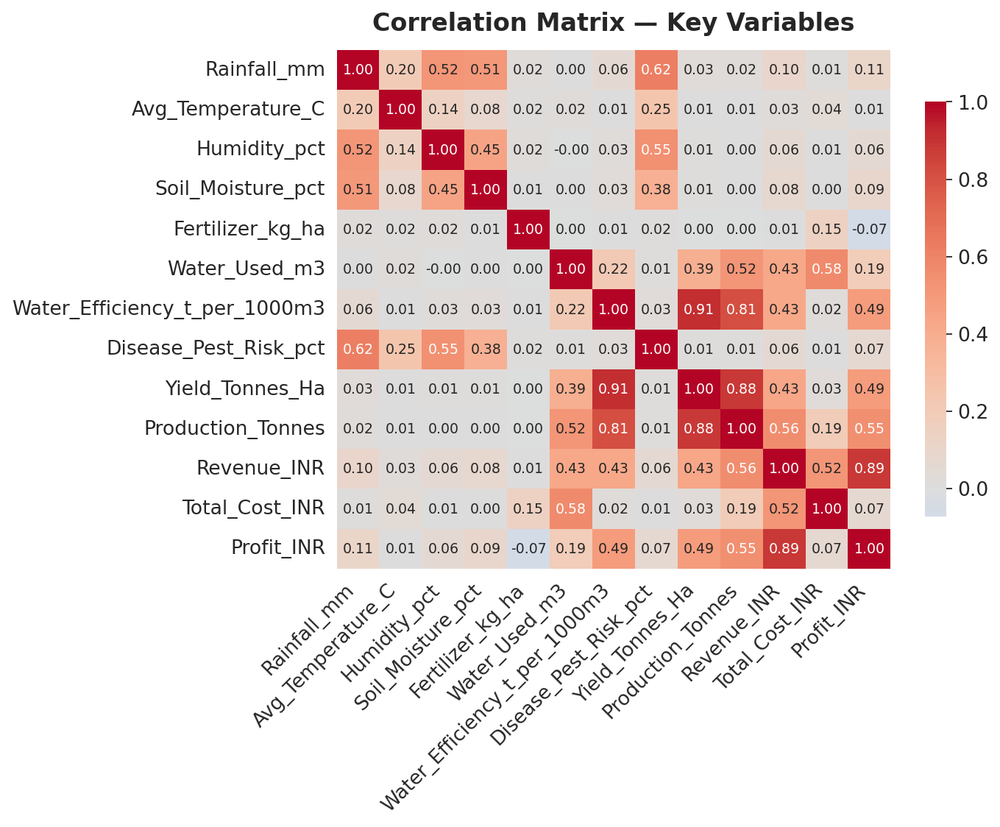 Correlation Matrix — Key Variables
Rainfall_mm 1.00 0.20 0.52 0.51 0.02 0.00 0.06 0.62 0.03 0.02 0.10 0.01 0.11
Avg_Temperature_C 0.20 1.00 0.14 0.08 0.02 0.02 0.01 0.25 0.01 0.01 0.03 0.04 0.01
Humidity_pct 0.52 0.14 1.00 0.45 0.02 -0.00 0.03 0.55 0.01 0.00 0.06 0.01 0.06
Soil_Moisture_pct 0.51 0.08 0.45 1.00 0.01 0.00 0.03 0.38 0.01 0.00 0.08 0.00 0.09
Fertilizer_kg_ha 0.02 0.02 0.02 0.01 1.00 0.00 0.01 0.02 0.00 0.00 0.01 0.15 -0.07
Water_Used_m3 0.00 0.02 -0.00 0.00 0.00 1.00 0.22 0.01 0.39 0.52 0.43 0.58 0.19
Water_Efficiency_t_per_1000m3 0.06 0.01 0.03 0.03 0.01 0.22 1.00 0.03 0.91 0.81 0.43 0.02 0.49
Disease_Pest_Risk_pct 0.62 0.25 0.55 0.38 0.02 0.01 0.03 1.00 0.01 0.01 0.06 0.01 0.07
Yield_Tonnes_Ha 0.03 0.01 0.01 0.01 0.00 0.39 0.91 0.01 1.00 0.88 0.43 0.03 0.49
Production_Tonnes 0.02 0.01 0.00 0.00 0.00 0.52 0.81 0.01 0.88 1.00 0.56 0.19 0.55
Revenue_INR 0.10 0.03 0.06 0.08 0.01 0.43 0.43 0.06 0.43 0.56 1.00 0.52 0.89
Total_Cost_INR 0.01 0.04 0.01 0.00 0.15 0.58 0.02 0.01 0.03 0.19 0.52 1.00 0.07
Profit_INR 0.11 0.01 0.06 0.09 -0.07 0.19 0.49 0.07 0.49 0.55 0.89 0.07 1.00
Rainfall_mm
Avg_Temperature_C
Humidity_pct
Soil_Moisture_pct
Fertilizer_kg_ha
Water_Used_m3
Water_Efficiency_t_per_1000m3
Disease_Pest_Risk_pct
Yield_Tonnes_Ha
Production_Tonnes
Revenue_INR
Total_Cost_INR
Profit_INR
1.0
0.8
0.6
0.4
0.2
0.0